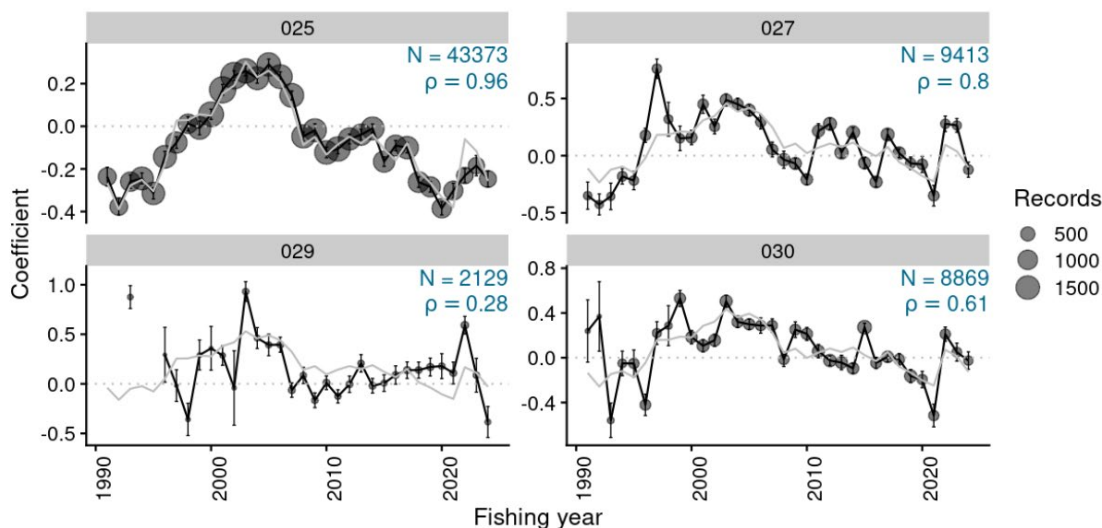 025
N = 43373
ρ = 0.96
0.2
0.0
-0.2
-0.4
027
N = 9413
ρ = 0.8
0.5
0.0
-0.5
029
N = 2129
ρ = 0.28
1.0
0.5
0.0
-0.5
030
N = 8869
ρ = 0.61
0.8
0.4
0.0
-0.4
1990
2000
2010
2020
1990
2000
2010
2020
Coefficient
Fishing year
Records
500
1000
1500